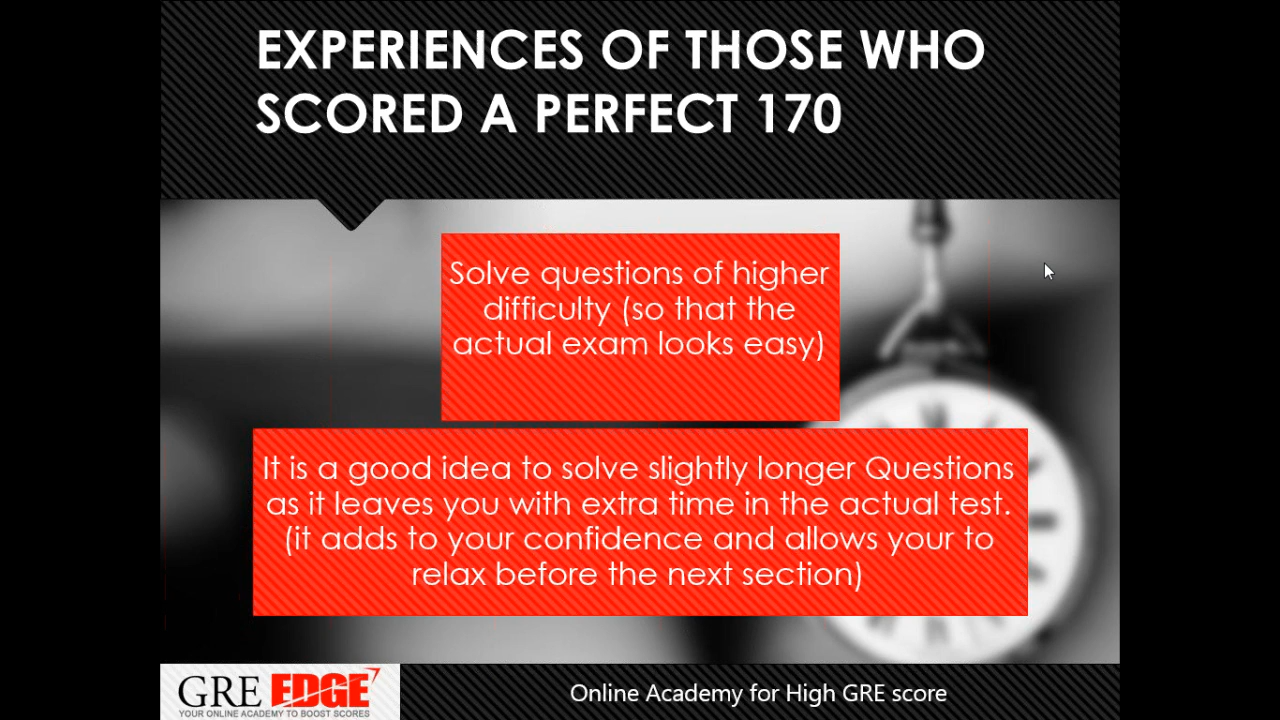 EXPERIENCES OF THOSE WHO
SCORED A PERFECT 170
Solve questions of higher
difficulty (so that the
actual exam looks easy)
It is a good idea to solve slightly longer Questions
as it leaves you with extra time in the actual test.
(it adds to your confidence and allows your to
relax before the next section)
GRE EDGE
YOUR ONLINE ACADEMY TO BOOST SCORES
Online Academy for High GRE score